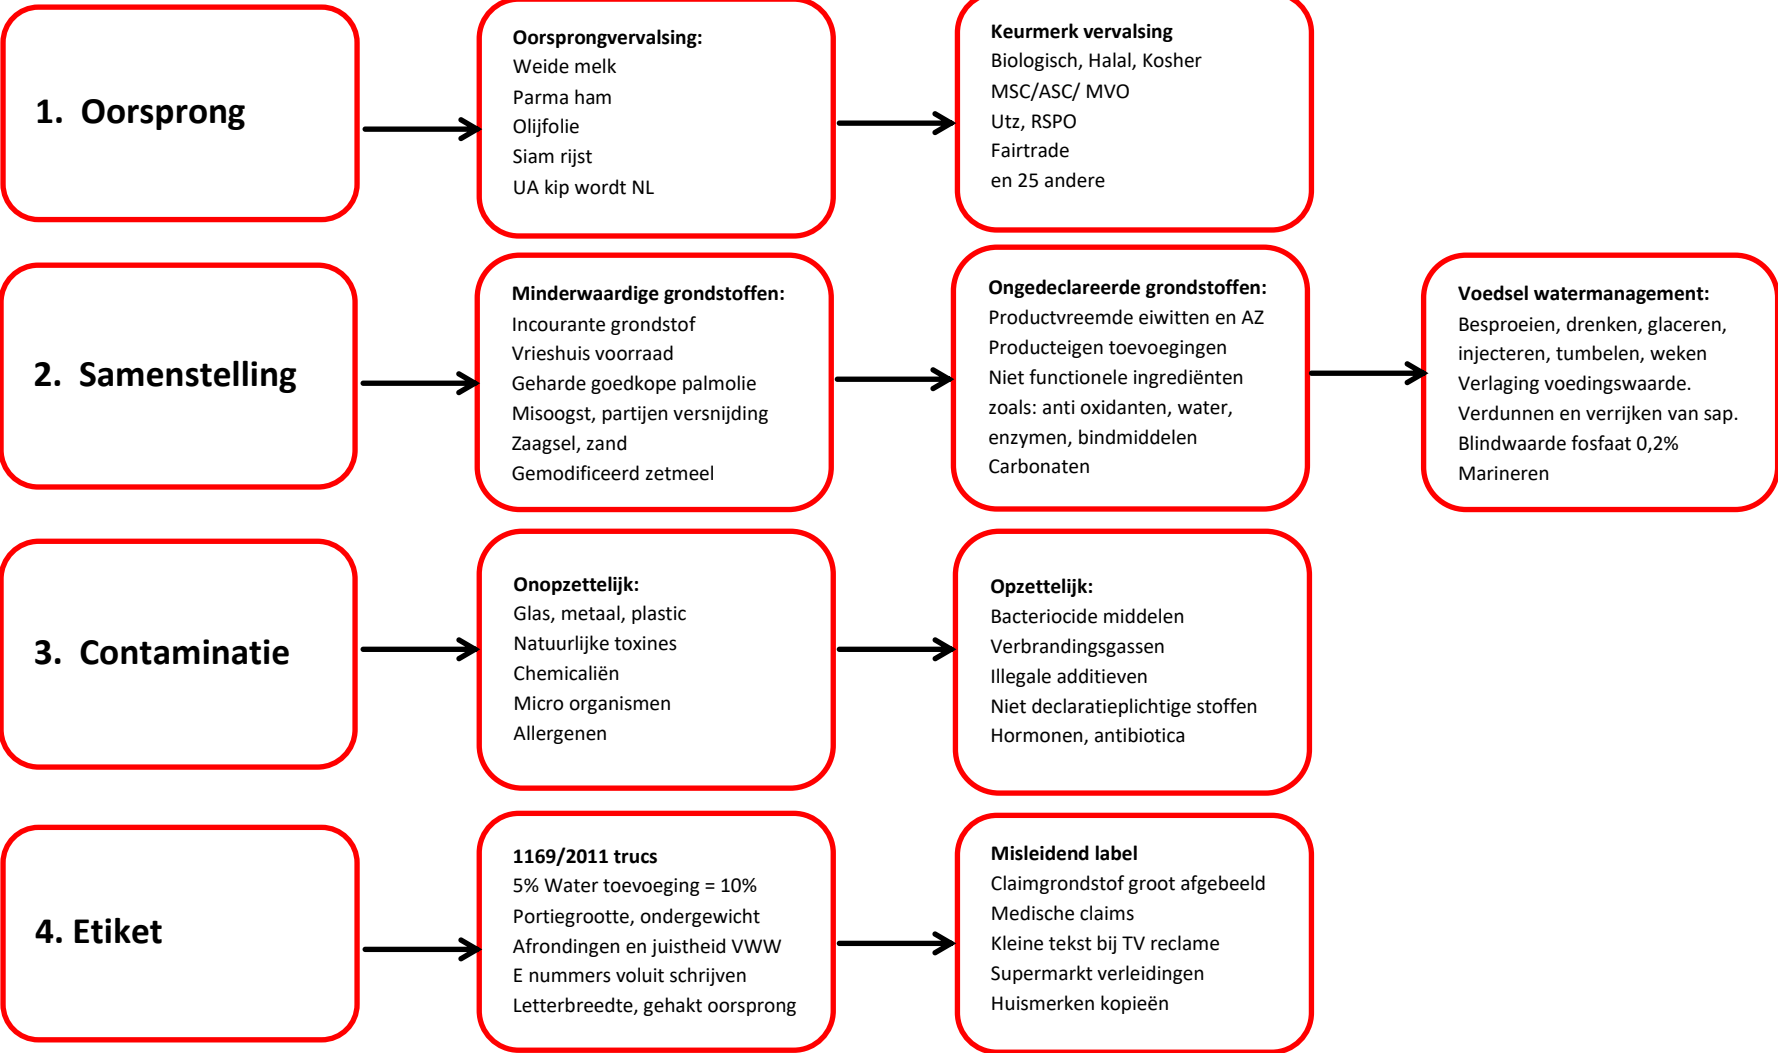 1. Oorsprong
Oorsprongvervalsing:
Weide melk
Parma ham
Olijfolie
Siam rijst
UA kip wordt NL
Keurmerk vervalsing
Biologisch, Halal, Kosher
MSC/ASC/ MVO
Utz, RSPO
Fairtrade
en 25 andere
2. Samenstelling
Minderwaardige grondstoffen:
Incourante grondstof
Vrieshuis voorraad
Geharde goedkope palmolie
Misoogst, partijen versnijding
Zaagsel, zand
Gemodificeerd zetmeel
Ongedeclareerde grondstoffen:
Productvreemde eiwitten en AZ
Producteigen toevoegingen
Niet functionele ingrediënten
zoals: anti oxidanten, water,
enzymen, bindmiddelen
Carbonaten
Voedsel watermanagement:
Besproeien, drenken, glaceren,
injecteren, tumbelen, weken
Verlaging voedingswaarde.
Verdunnen en verrijken van sap.
Blindwaarde fosfaat 0,2%
Marineren
3. Contaminatie
Onopzettelijk:
Glas, metaal, plastic
Natuurlijke toxines
Chemicaliën
Micro organismen
Allergenen
Opzettelijk:
Bacteriocide middelen
Verbrandingsgassen
Illegale additieven
Niet declaratieplichtige stoffen
Hormonen, antibiotica
4. Etiket
1169/2011 trucs
5% Water toevoeging = 10%
Portiegrootte, ondergewicht
Afrondingen en juistheid VWW
E nummers voluit schrijven
Letterbreedte, gehakt oorsprong
Misleidend label
Claimgrondstof groot afgebeeld
Medische claims
Kleine tekst bij TV reclame
Supermarkt verleidingen
Huismerken kopieën